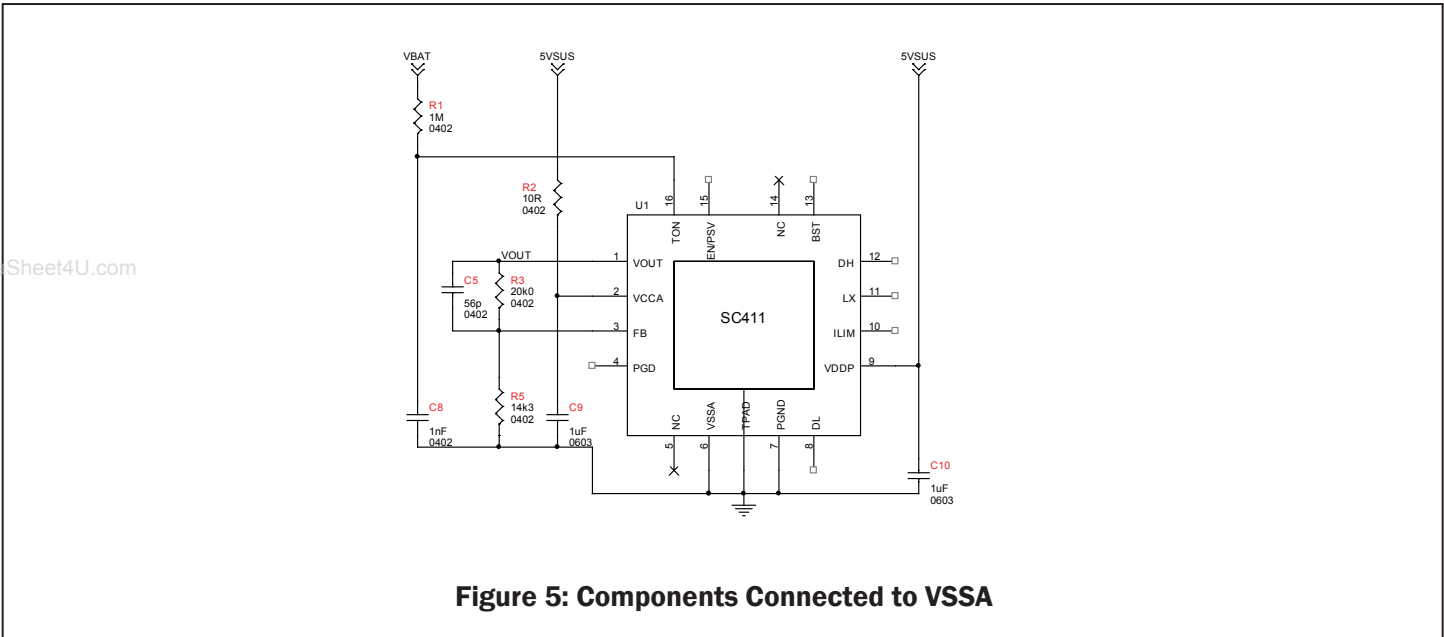 VBAT
5VSUS
5VSUS
R1
1M
0402
R2
10R
0402
U1
16
15
14
13
TON
EN/PSV
NC
BST
Sheet4U.com
VOUT
1
VOUT
DH
12
C5
56p
0402
R3
20k0
0402
2
VCCA
LX
11
SC411
3
FB
ILIM
10
4
PGD
VDDP
9
R5
14k3
0402
C8
1nF
0402
C9
1uF
0603
NC
VSSA
TPAD
PGND
DL
5
6
7
8
C10
1uF
0603
Figure 5: Components Connected to VSSA